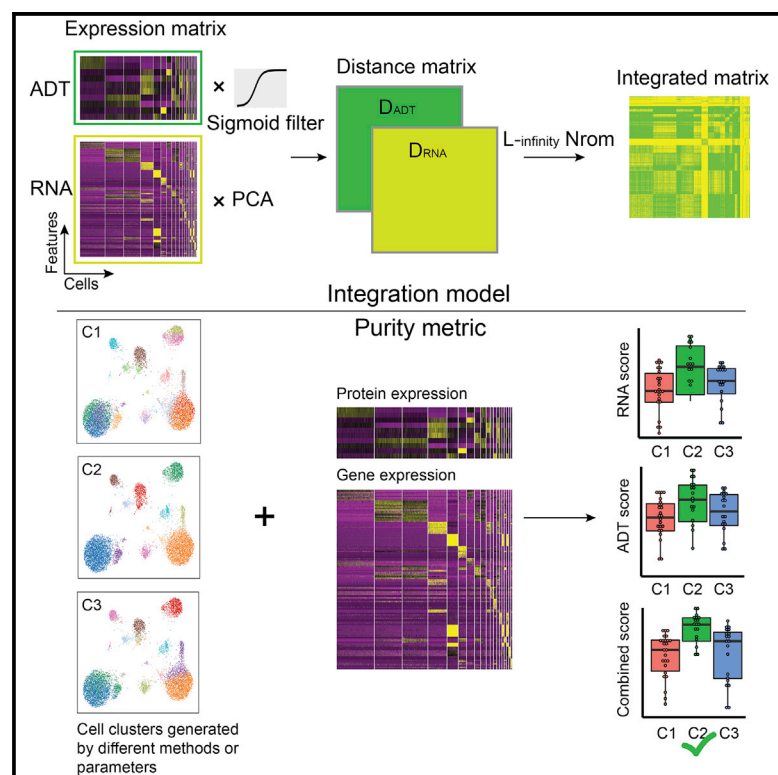 Expression matrix
ADT
×
Sigmoid filter
RNA
× PCA
Features
Cells
Distance matrix
DADT
DRNA
L-infinity Nrom
Integrated matrix
Integration model
Purity metric
C1
C2
C3
Cell clusters generated
by different methods or
parameters
+
Protein expression
Gene expression
RNA score
C1 C2 C3
ADT score
C1 C2 C3
Combined score
C1 C2 C3